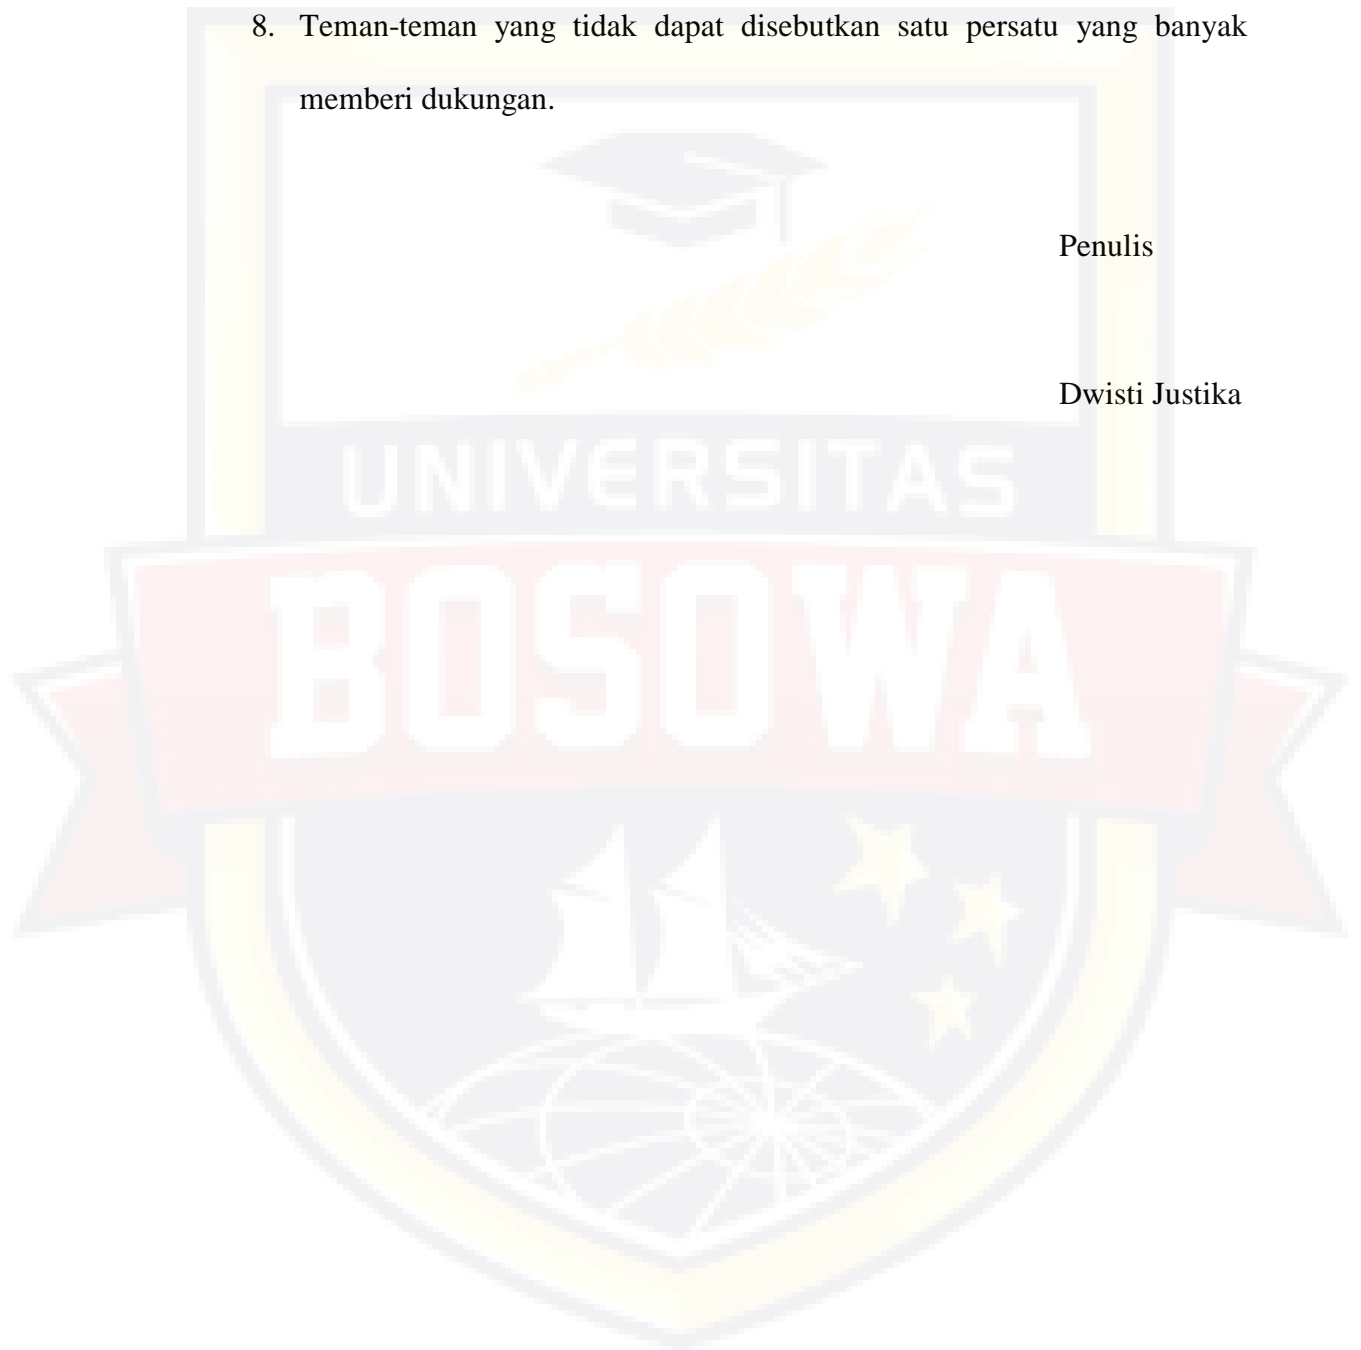 8. Teman-teman yang tidak dapat disebutkan satu persatu yang banyak
memberi dukungan.
Penulis
Dwisti Justika
UNIVERSITAS
BOSOWA